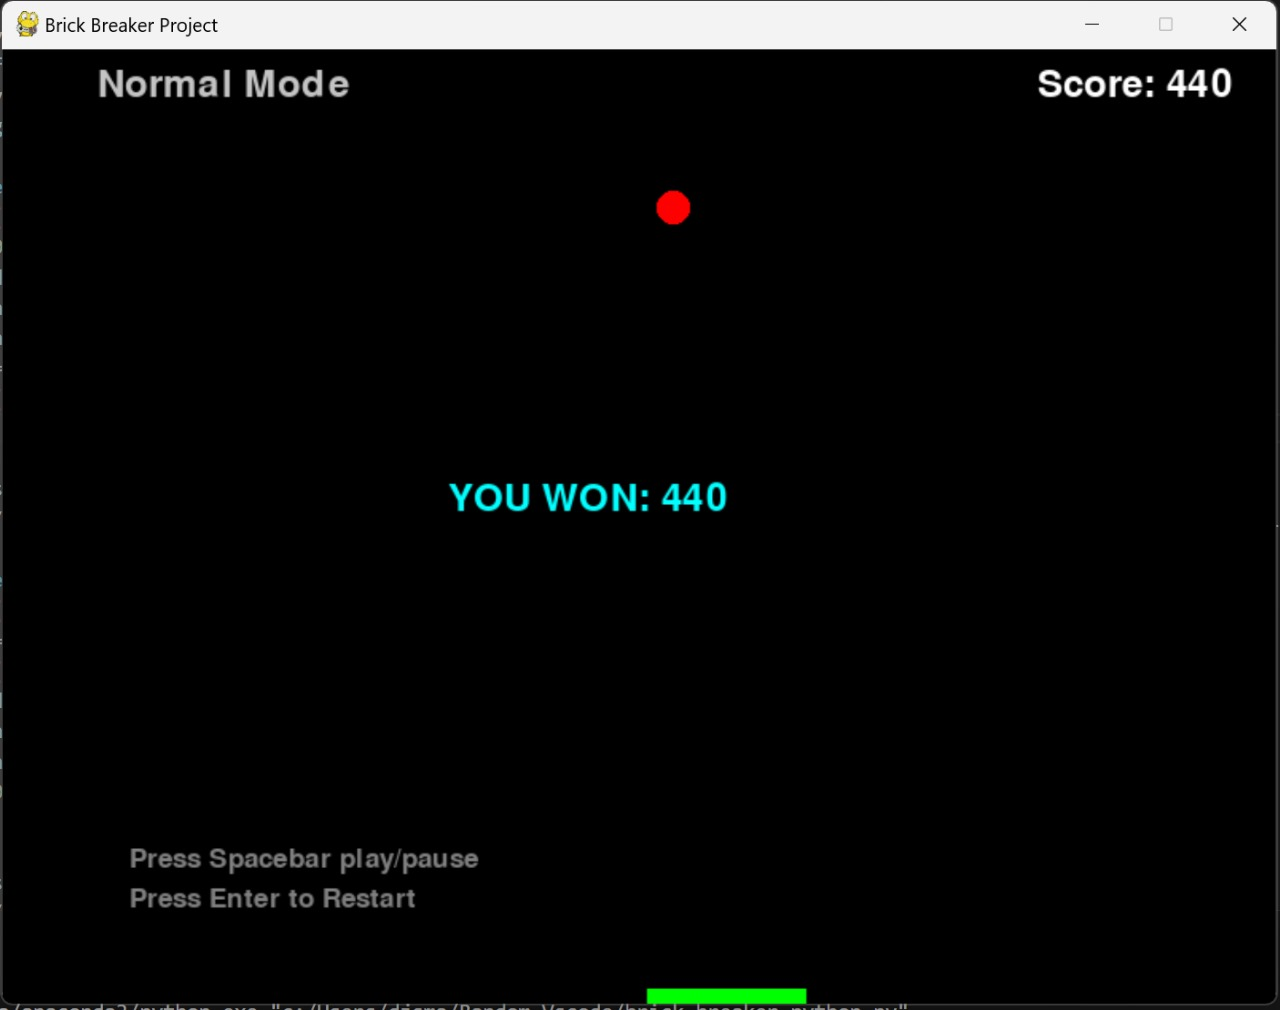 Brick Breaker Project
Normal Mode
Score: 440
YOU WON: 440
Press Spacebar play/pause
Press Enter to Restart